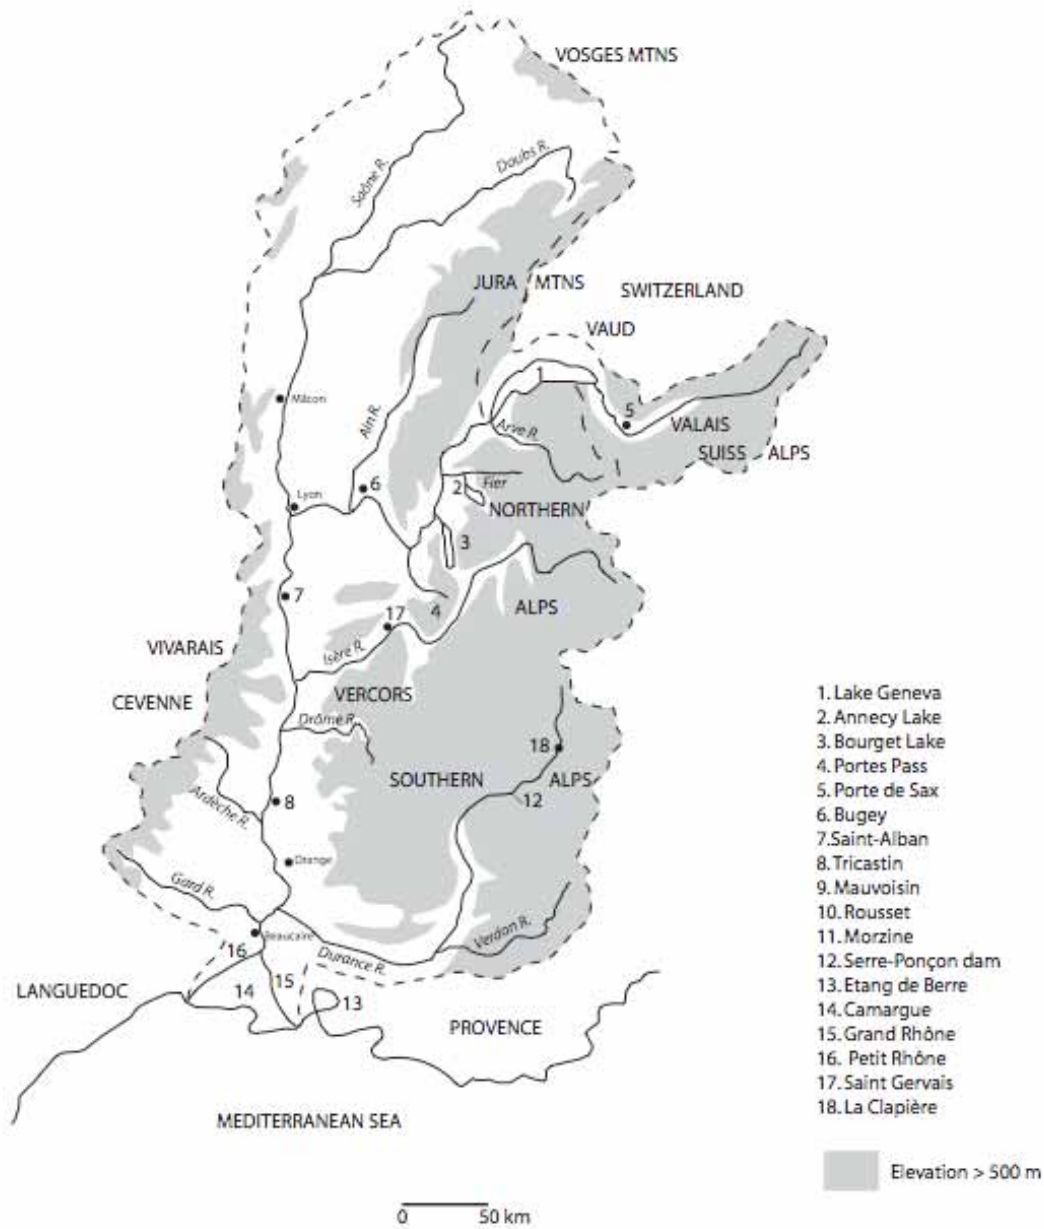 VOSGES MTNS
Saône R.
Doubs R.
JURA MTNS
SWITZERLAND
VAUD
1
Mâcon
5
VALAIS
Ain R.
Arve R.
SUISS ALPS
6
2
Fier
Lyon
NORTHERN
3
7
4
ALPS
17
VIVARAIS
Isère R.
VERCORS
CEVENNE
Drôme R.
18
SOUTHERN ALPS
12
Ardèche R.
8
Orange
Gard R.
Beaucaire
Verdon R.
16
Durance R.
15
LANGUEDOC
14
13
PROVENCE
MEDITERRANEAN SEA
1. Lake Geneva
2. Annecy Lake
3. Bourget Lake
4. Portes Pass
5. Porte de Sax
6. Bugey
7. Saint-Alban
8. Tricastin
9. Mauvoisin
10. Rousset
11. Morzine
12. Serre-Ponçon dam
13. Etang de Berre
14. Camargue
15. Grand Rhône
16. Petit Rhône
17. Saint Gervais
18. La Clapière
Elevation > 500 m
0 50 km